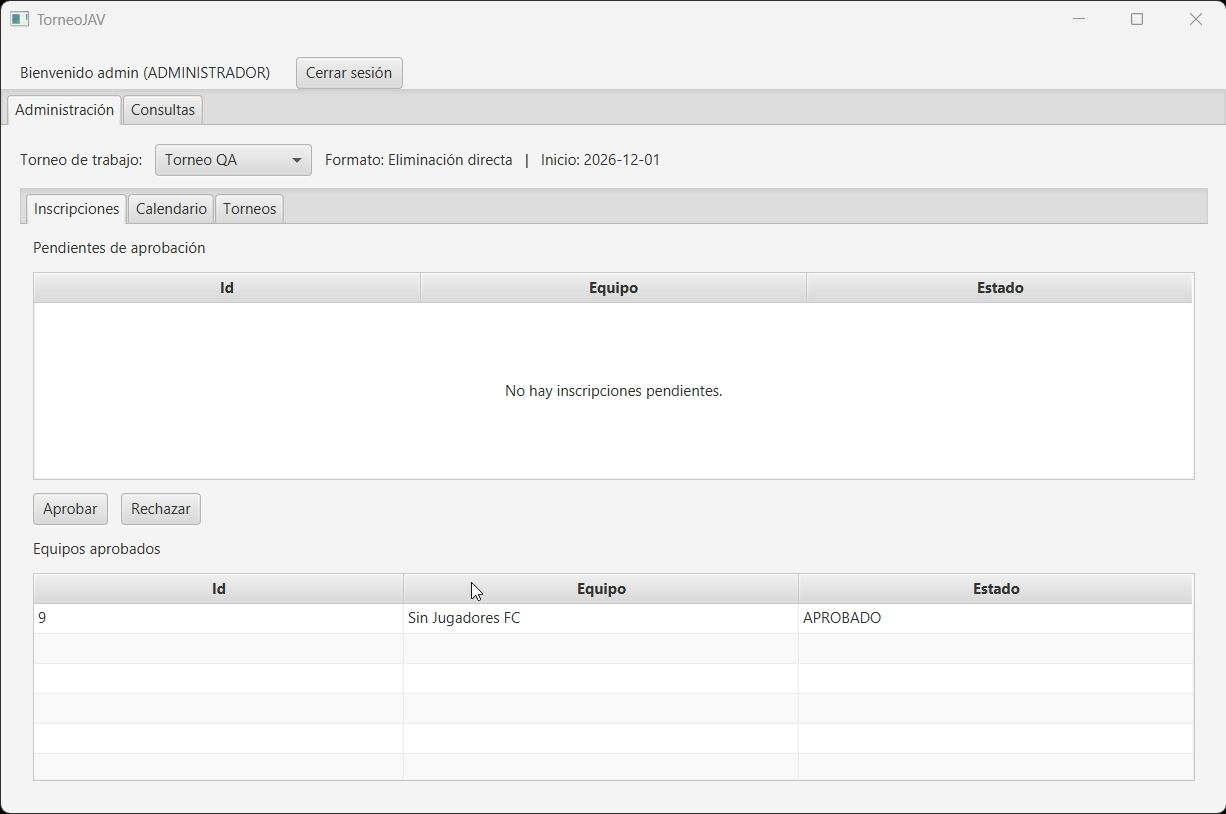 TorneoJAV
Bienvenido admin (ADMINISTRADOR) Cerrar sesión
Administración Consultas
Torneo de trabajo: Torneo QA Formato: Eliminación directa | Inicio: 2026-12-01
Inscripciones Calendario Torneos
Pendientes de aprobación
Id Equipo Estado
No hay inscripciones pendientes.
Aprobar Rechazar
Equipos aprobados
Id Equipo Estado
9 Sin Jugadores FC APROBADO